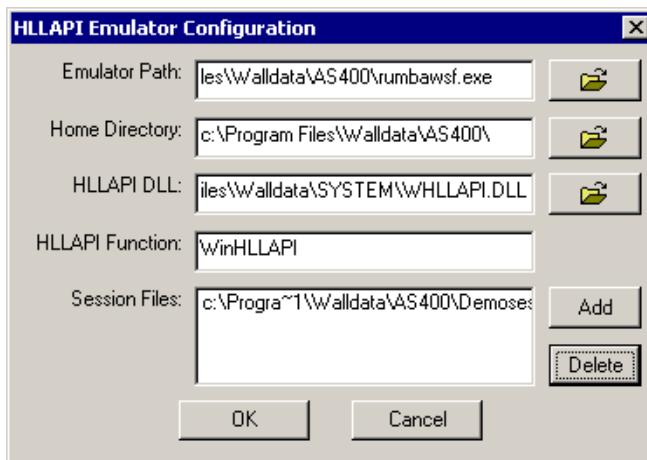 HLLAPI Emulator Configuration
Emulator Path: les\Walldata\AS400\rumbawsf.exe
Home Directory: c:\Program Files\Walldata\AS400\
HLLAPI DLL: iles\Walldata\SYSTEM\WHLLAPI.DLL
HLLAPI Function: WinHLLAPI
Session Files: c:\Progra~1\Walldata\AS400\Demoses
Add
Delete
OK Cancel